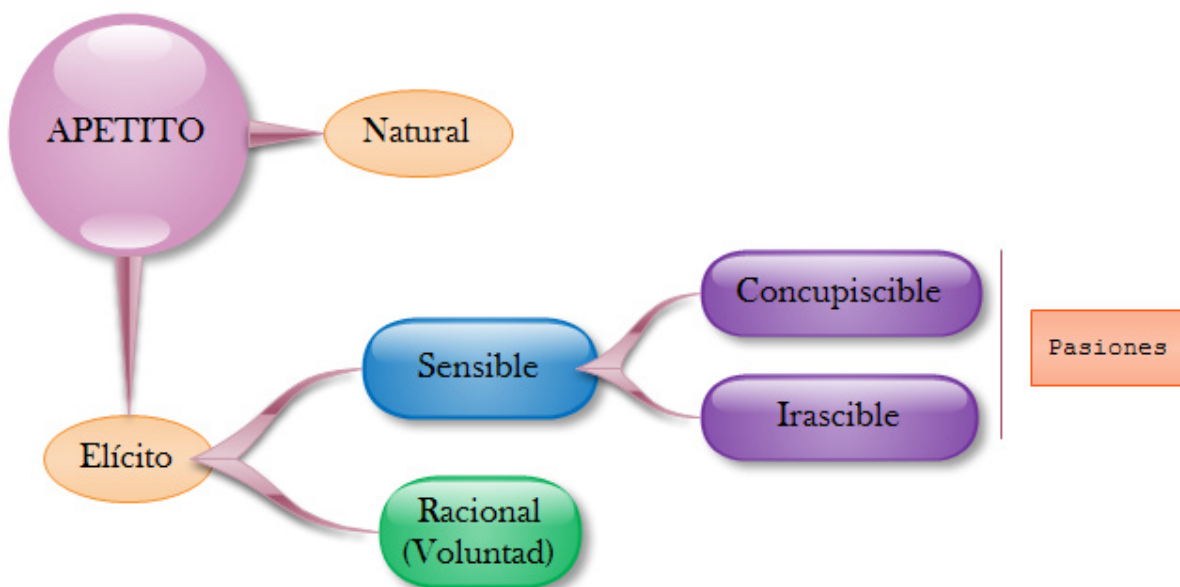 APETITO
Natural
Concupiscible
Sensible
Pasiones
Irascible
Elícito
Racional
(Voluntad)